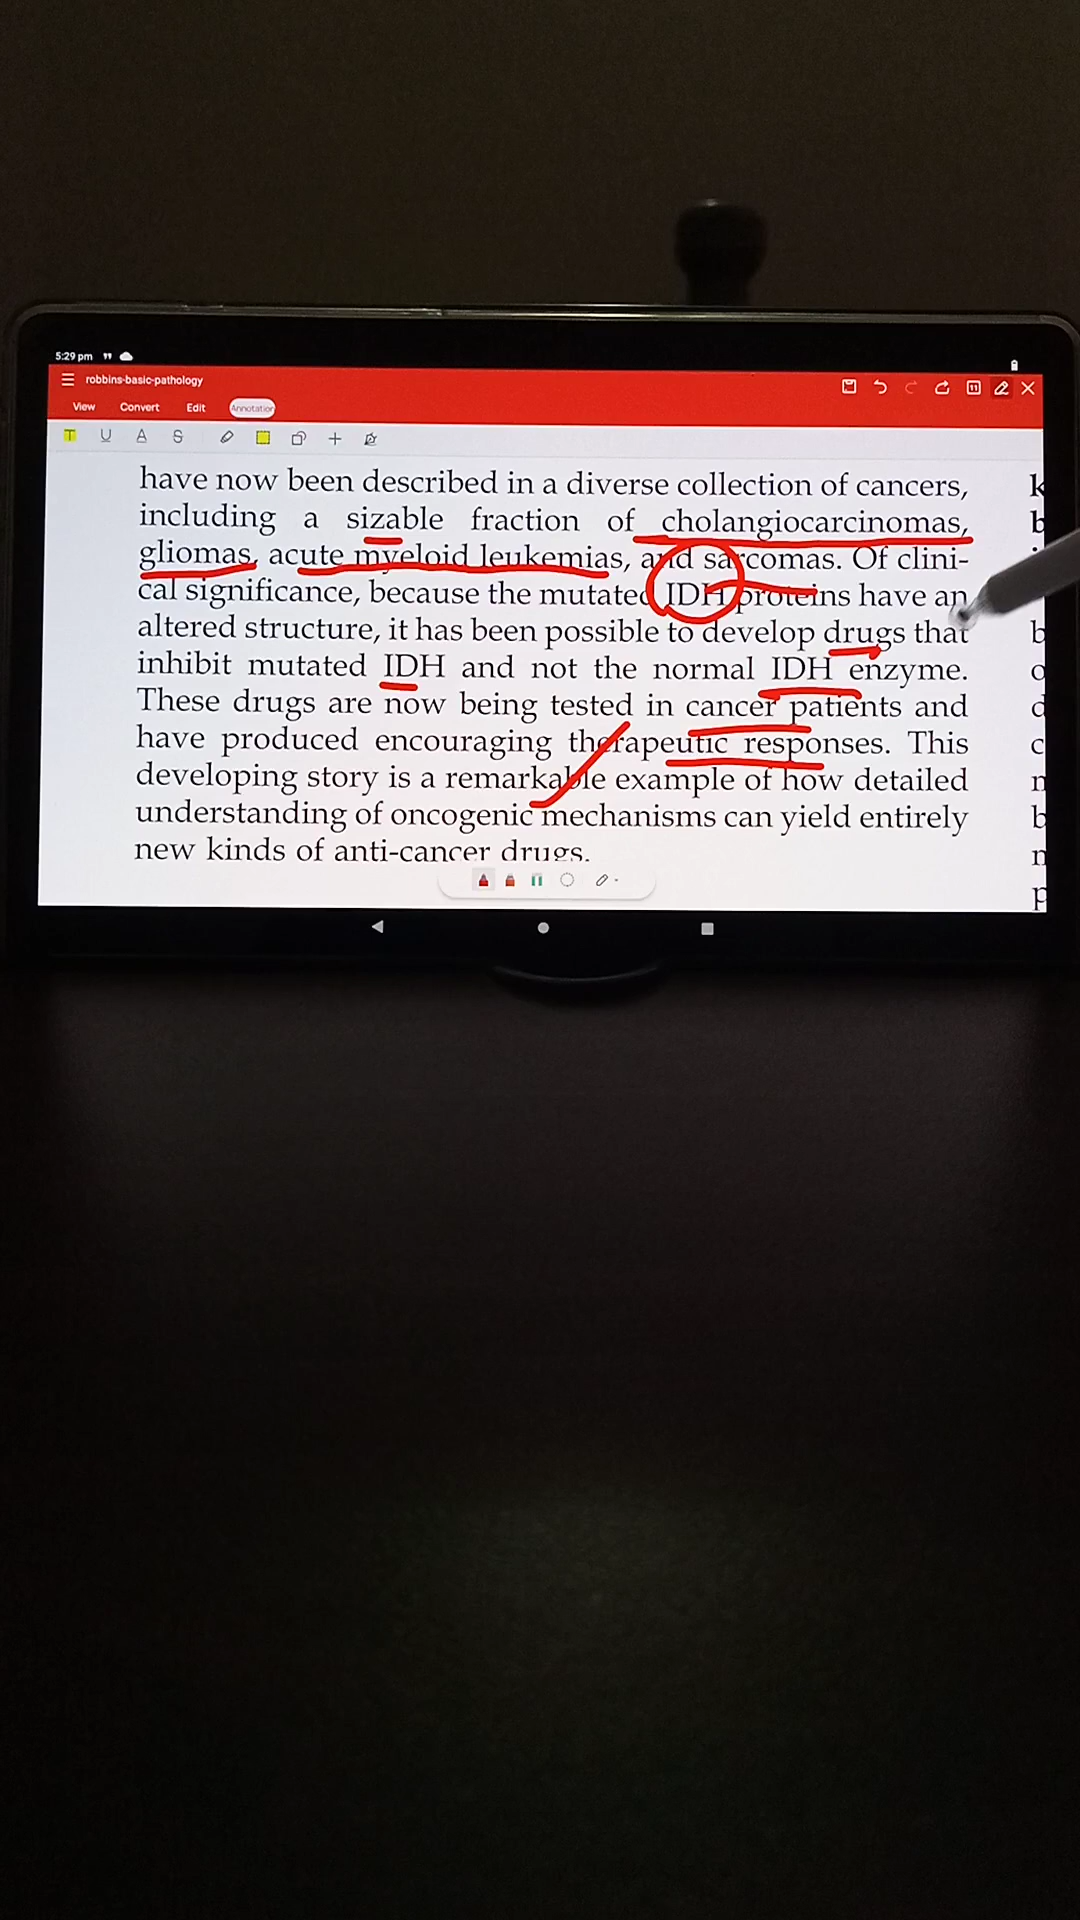 5:29 pm
robbins-basic-pathology
View Convert Edit Annotation
T U A S
have now been described in a diverse collection of cancers,
including a sizable fraction of cholangiocarcinomas,
gliomas, acute myeloid leukemias, and sarcomas. Of clini-
cal significance, because the mutated IDH proteins have an
altered structure, it has been possible to develop drugs that
inhibit mutated IDH and not the normal IDH enzyme.
These drugs are now being tested in cancer patients and
have produced encouraging therapeutic responses. This
developing story is a remarkable example of how detailed
understanding of oncogenic mechanisms can yield entirely
new kinds of anti-cancer drugs.